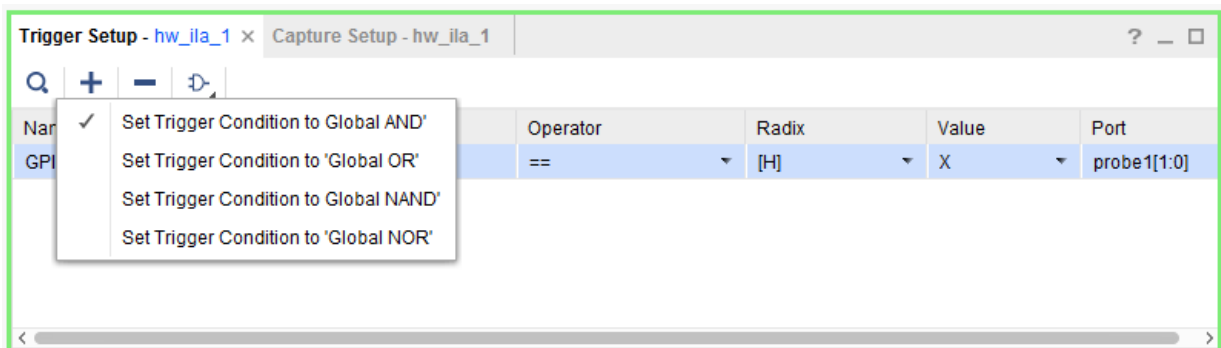 Trigger Setup - hw_ila_1 × Capture Setup - hw_ila_1 ?
Nar Operator Radix Value Port
✓ Set Trigger Condition to Global AND'
GPI == [H] X probe1[1:0]
Set Trigger Condition to 'Global OR'
Set Trigger Condition to Global NAND'
Set Trigger Condition to 'Global NOR'